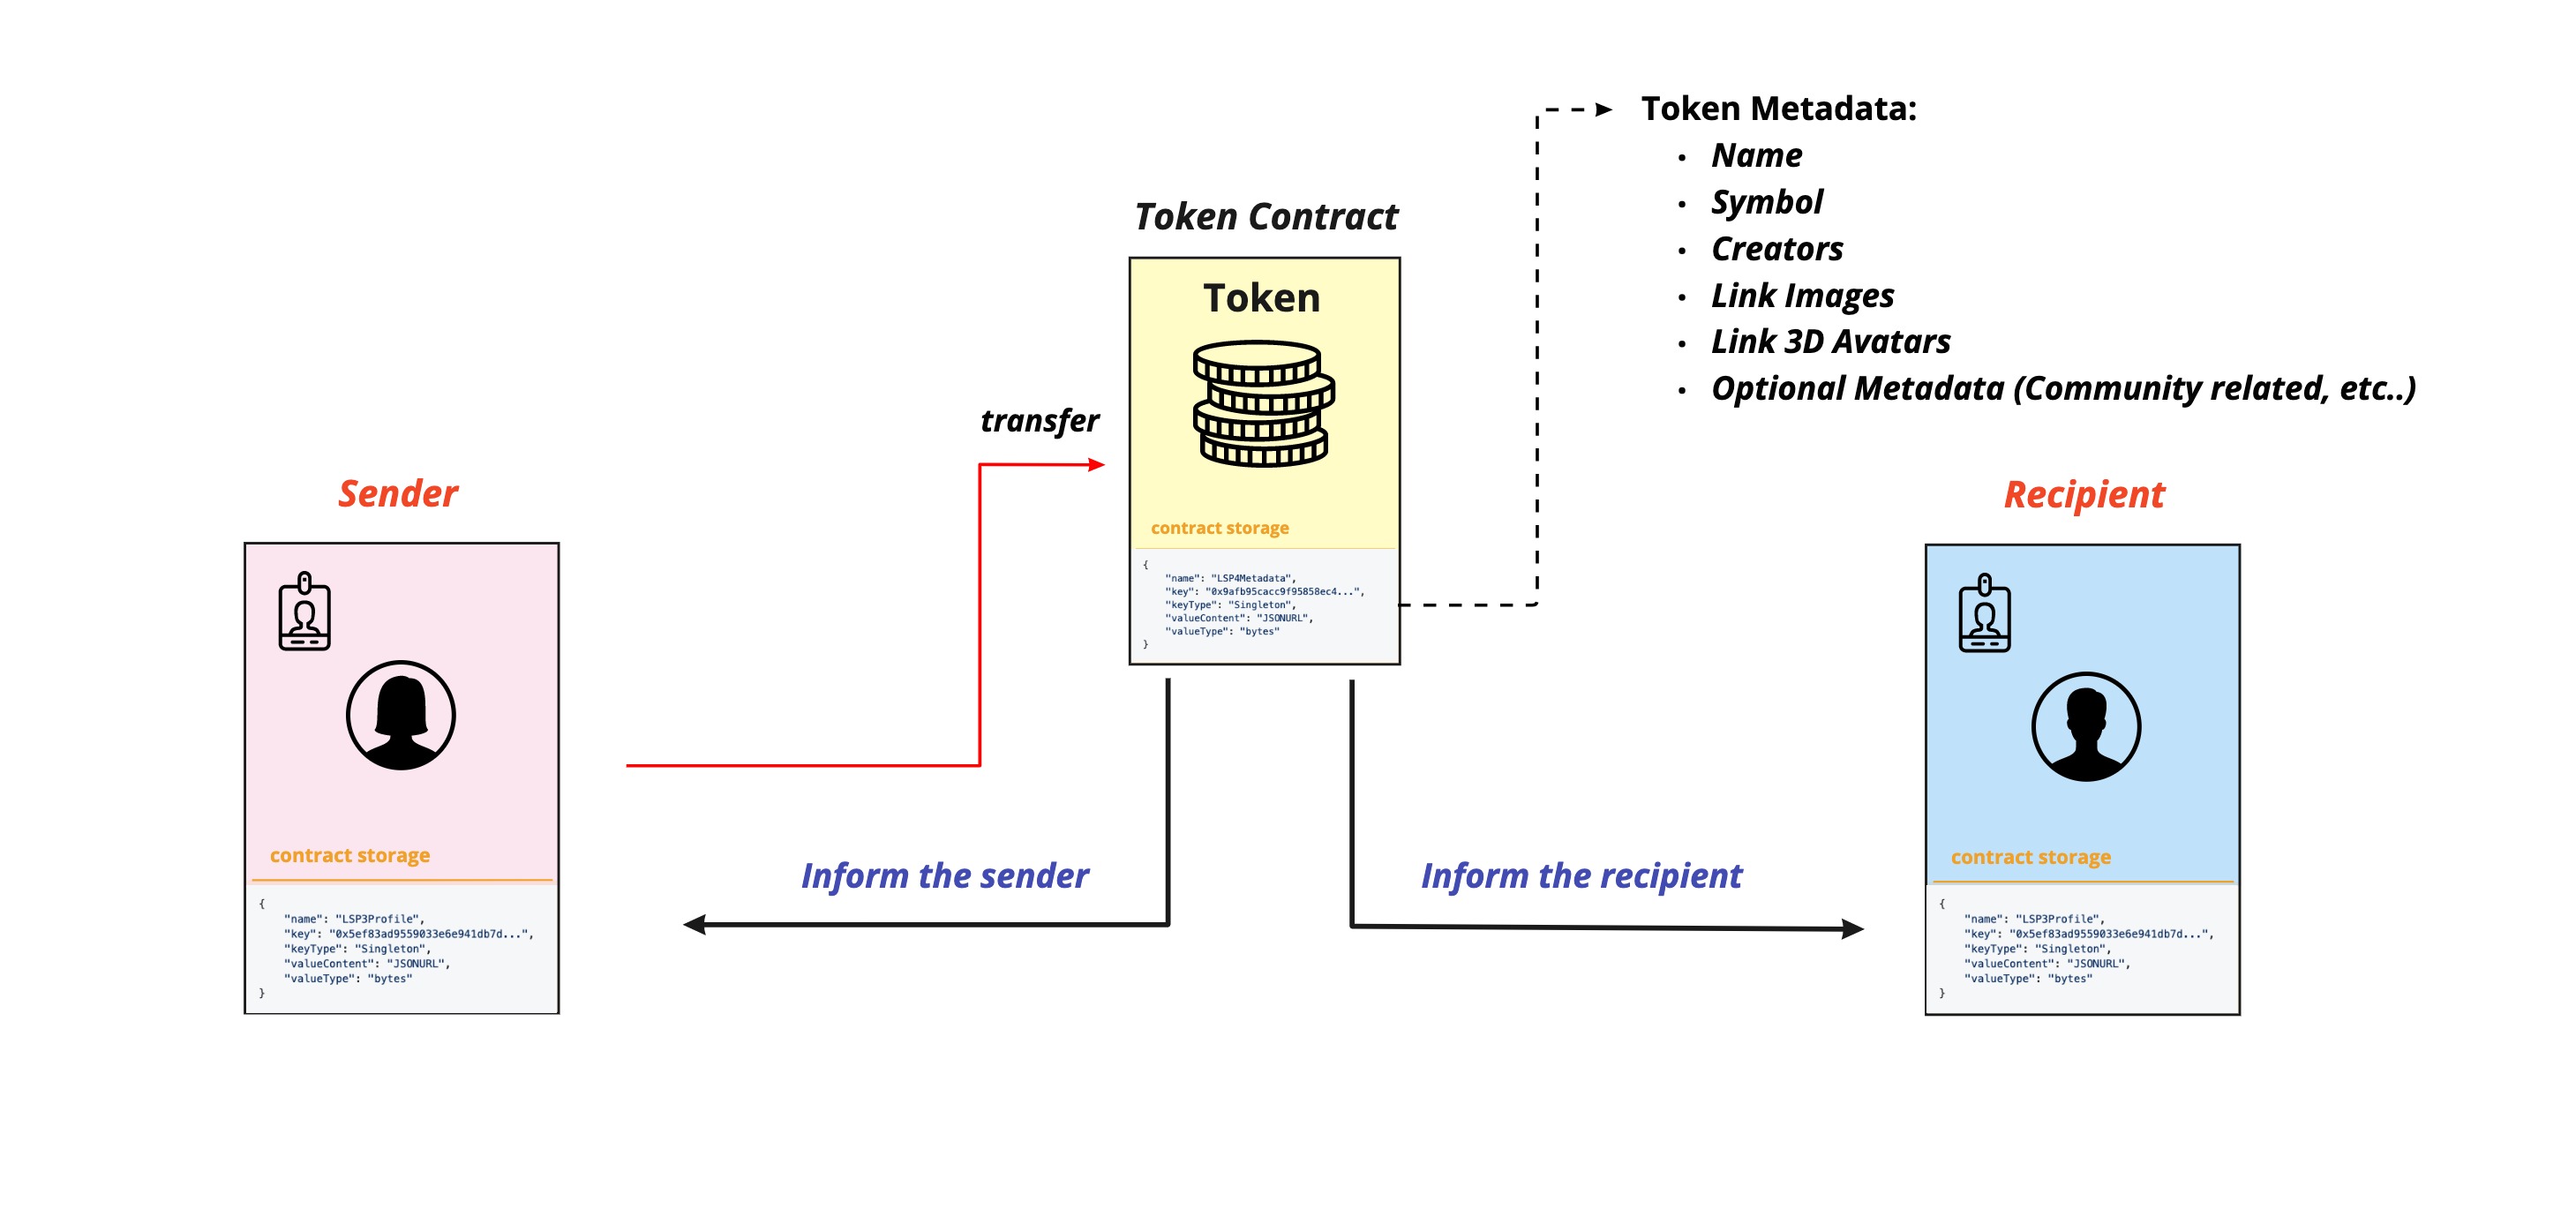 Token Metadata:
• Name
• Symbol
• Creators
• Link Images
• Link 3D Avatars
• Optional Metadata (Community related, etc..)
Token Contract
Token
contract storage
{
"name": "LSP4Metadata",
"key": "0x9afb95cacc9f95858ec4...",
"keyType": "Singleton",
"valueContent": "JSONURL",
"valueType": "bytes"
}
transfer
Sender
contract storage
{
"name": "LSP3Profile",
"key": "0x5ef83ad9559033e6e941db7d...",
"keyType": "Singleton",
"valueContent": "JSONURL",
"valueType": "bytes"
}
Inform the sender
Inform the recipient
Recipient
contract storage
{
"name": "LSP3Profile",
"key": "0x5ef83ad9559033e6e941db7d...",
"keyType": "Singleton",
"valueContent": "JSONURL",
"valueType": "bytes"
}